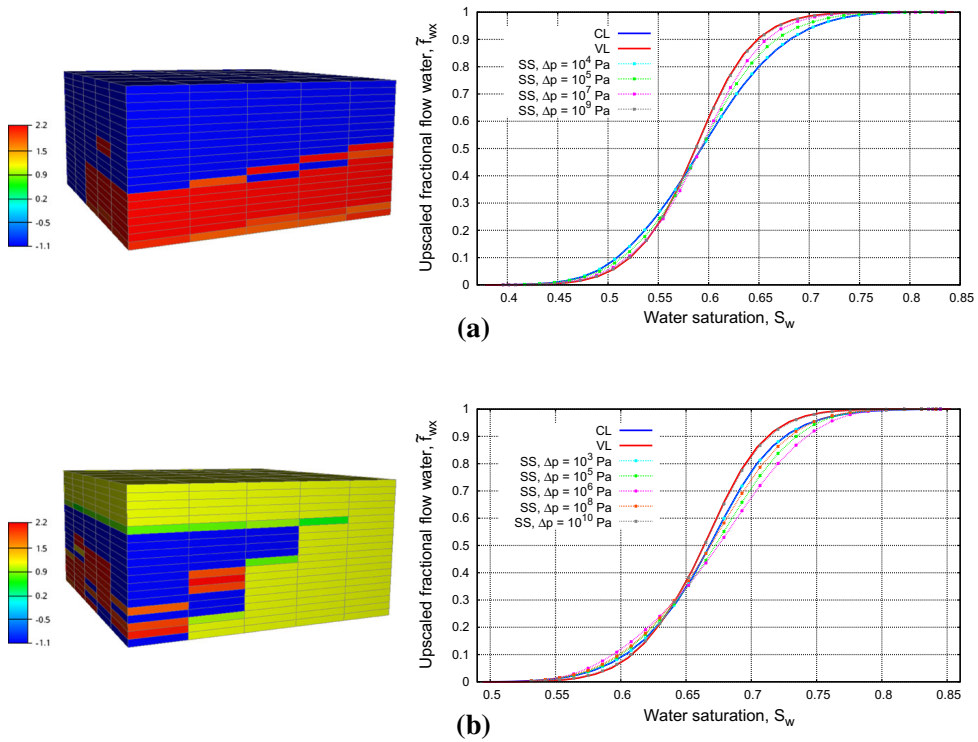 2.2
1.5
0.9
0.2
-0.5
-1.1
Upscaled fractional flow water, f̃wx
1
0.9
0.8
0.7
0.6
0.5
0.4
0.3
0.2
0.1
0
CL
VL
SS, Δp = 10⁴ Pa
SS, Δp = 10⁵ Pa
SS, Δp = 10⁷ Pa
SS, Δp = 10⁹ Pa
0.4 0.45 0.5 0.55 0.6 0.65 0.7 0.75 0.8 0.85
Water saturation, Sw
(a)
2.2
1.5
0.9
0.2
-0.5
-1.1
Upscaled fractional flow water, f̃wx
1
0.9
0.8
0.7
0.6
0.5
0.4
0.3
0.2
0.1
0
CL
VL
SS, Δp = 10³ Pa
SS, Δp = 10⁵ Pa
SS, Δp = 10⁶ Pa
SS, Δp = 10⁸ Pa
SS, Δp = 10¹⁰ Pa
0.5 0.55 0.6 0.65 0.7 0.75 0.8 0.85
Water saturation, Sw
(b)